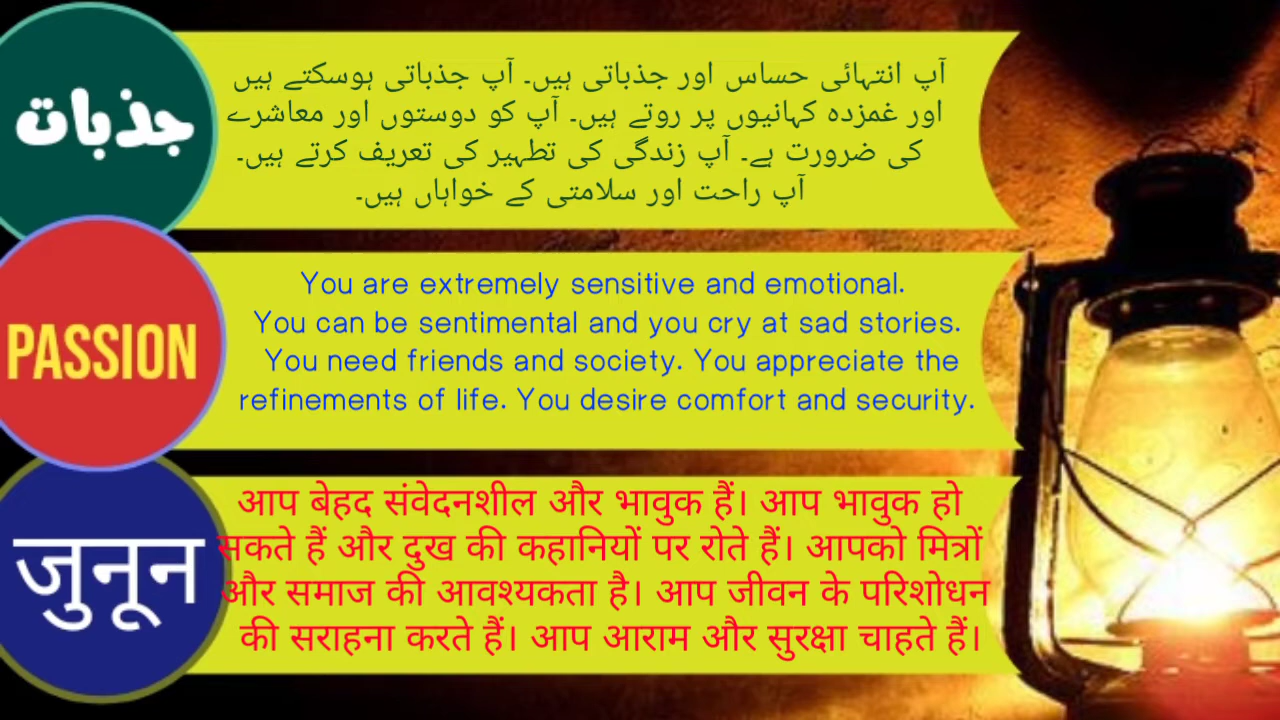 جذبات
آپ انتہائی حساس اور جذباتی ہیں۔ آپ جذباتی ہوسکتے ہیں
اور غمزدہ کہانیوں پر روتے ہیں۔ آپ کو دوستوں اور معاشرے
کی ضرورت ہے۔ آپ زندگی کی تطہیر کی تعریف کرتے ہیں۔
آپ راحت اور سلامتی کے خواہاں ہیں۔
PASSION
You are extremely sensitive and emotional.
You can be sentimental and you cry at sad stories.
You need friends and society. You appreciate the
refinements of life. You desire comfort and security.
जुनून
आप बेहद संवेदनशील और भावुक हैं। आप भावुक हो
सकते हैं और दुख की कहानियों पर रोते हैं। आपको मित्रों
और समाज की आवश्यकता है। आप जीवन के परिशोधन
की सराहना करते हैं। आप आराम और सुरक्षा चाहते हैं।